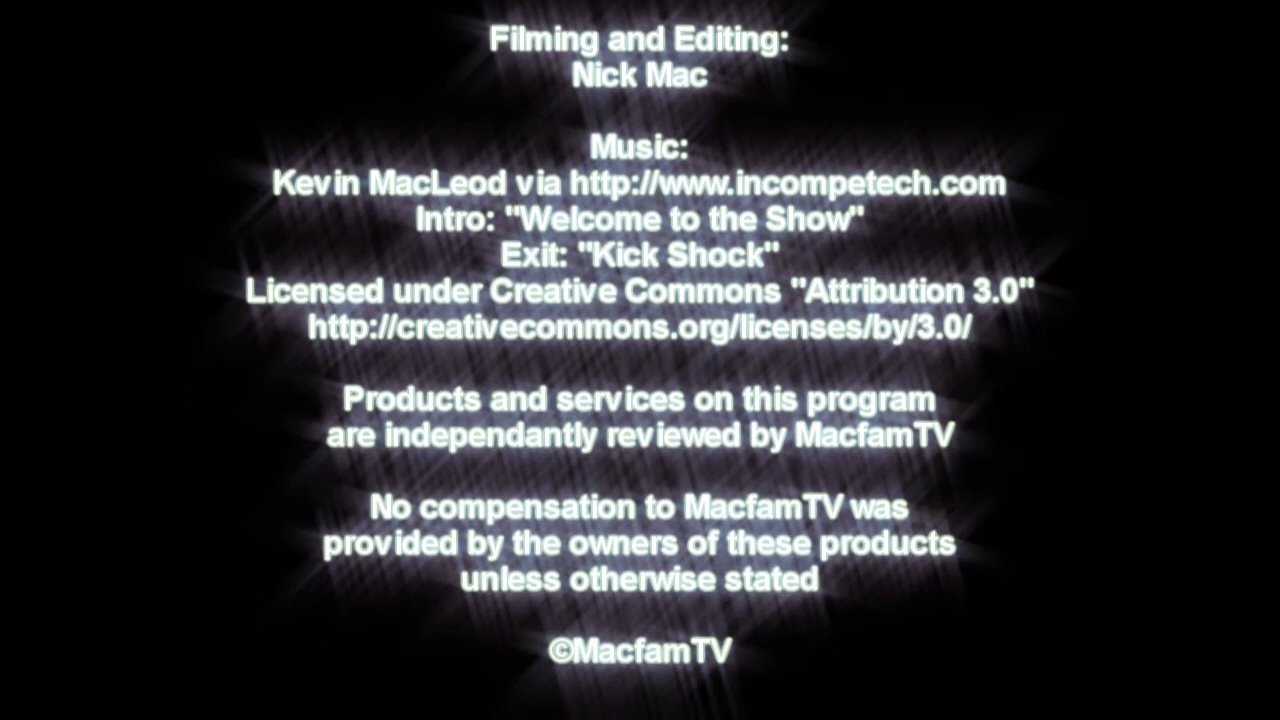 Filming and Editing:
Nick Mac
Music:
Kevin MacLeod via http://www.incompetech.com
Intro: "Welcome to the Show"
Exit: "Kick Shock"
Licensed under Creative Commons "Attribution 3.0"
http://creativecommons.org/licenses/by/3.0/
Products and services on this program
are independantly reviewed by MacfamTV
No compensation to MacfamTV was
provided by the owners of these products
unless otherwise stated
©MacfamTV